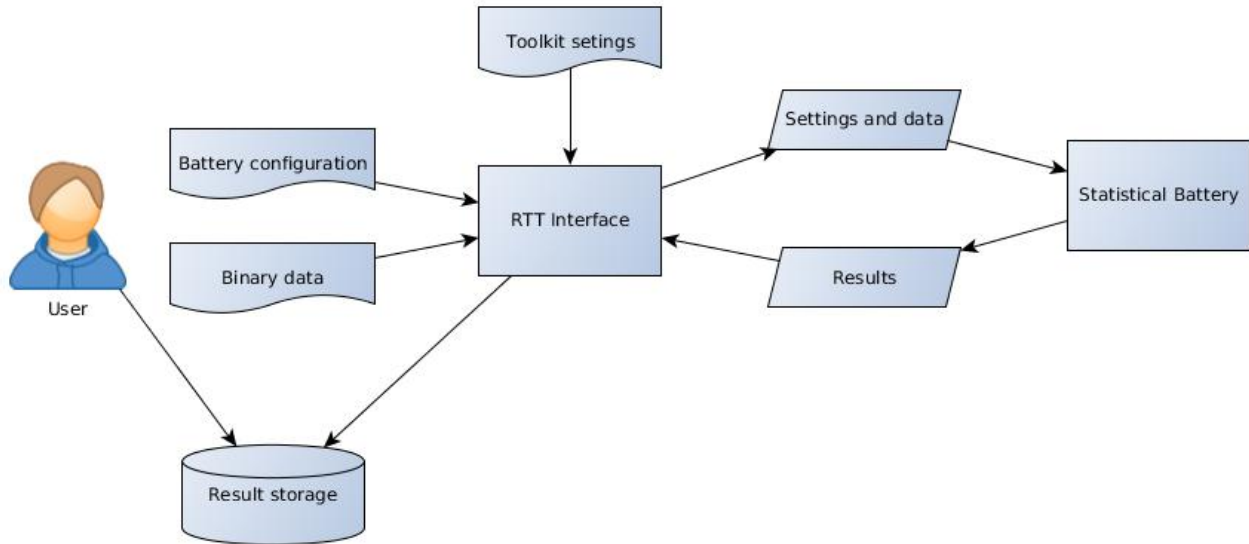 Toolkit setings
Battery configuration
Settings and data
Statistical Battery
RTT Interface
Binary data
Results
User
Result storage